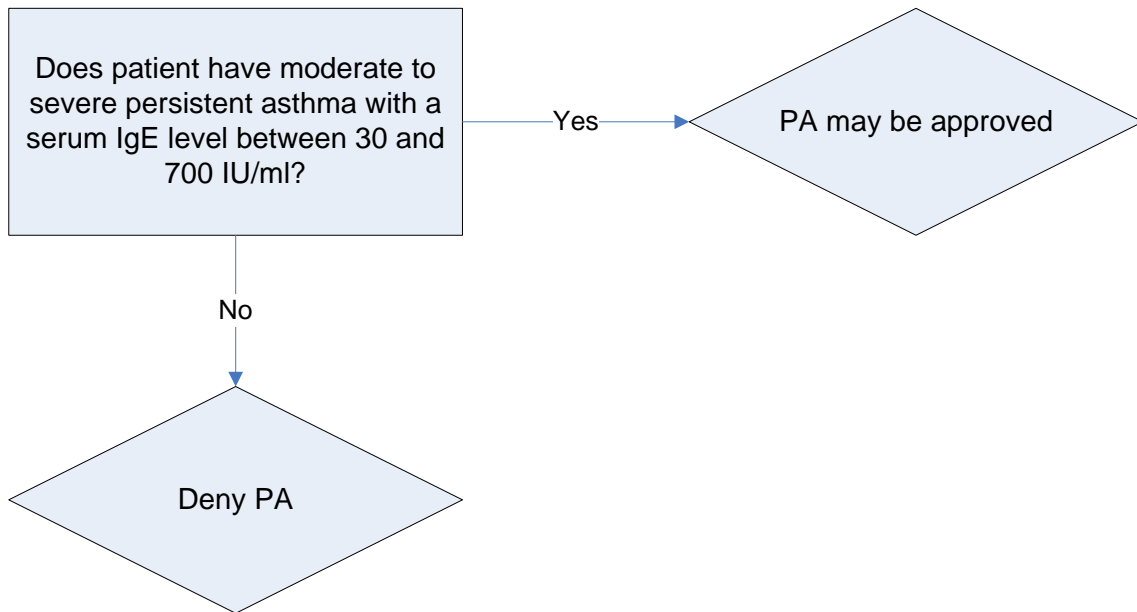 Does patient have moderate to
severe persistent asthma with a
serum IgE level between 30 and
700 IU/ml?
Yes
PA may be approved
No
Deny PA